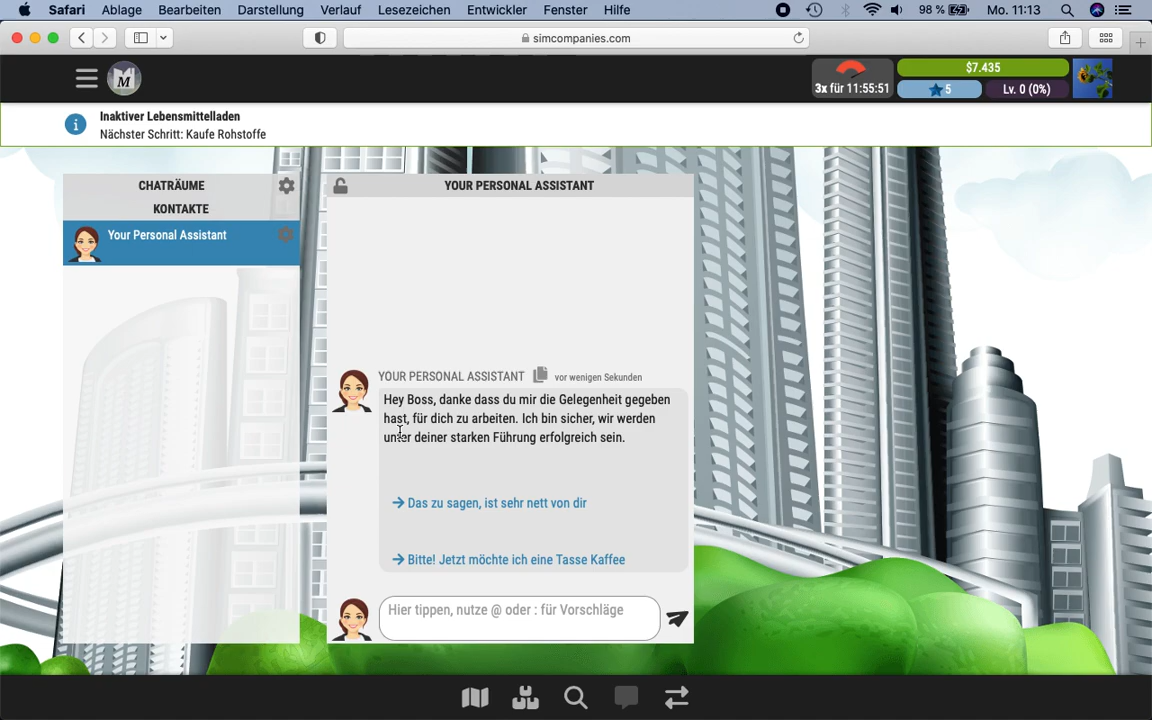 Safari Ablage Bearbeiten Darstellung Verlauf Lesezeichen Entwickler Fenster Hilfe 98 % Mo. 11:13
simcompanies.com
M
3x für 11:55:51
$7.435
5
Lv. 0 (0%)
Inaktiver Lebensmittelladen
Nächster Schritt: Kaufe Rohstoffe
CHATRÄUME
KONTAKTE
Your Personal Assistant
YOUR PERSONAL ASSISTANT
YOUR PERSONAL ASSISTANT vor wenigen Sekunden
Hey Boss, danke dass du mir die Gelegenheit gegeben
hast, für dich zu arbeiten. Ich bin sicher, wir werden
unter deiner starken Führung erfolgreich sein.
→ Das zu sagen, ist sehr nett von dir
→ Bitte! Jetzt möchte ich eine Tasse Kaffee
Hier tippen, nutze @ oder : für Vorschläge